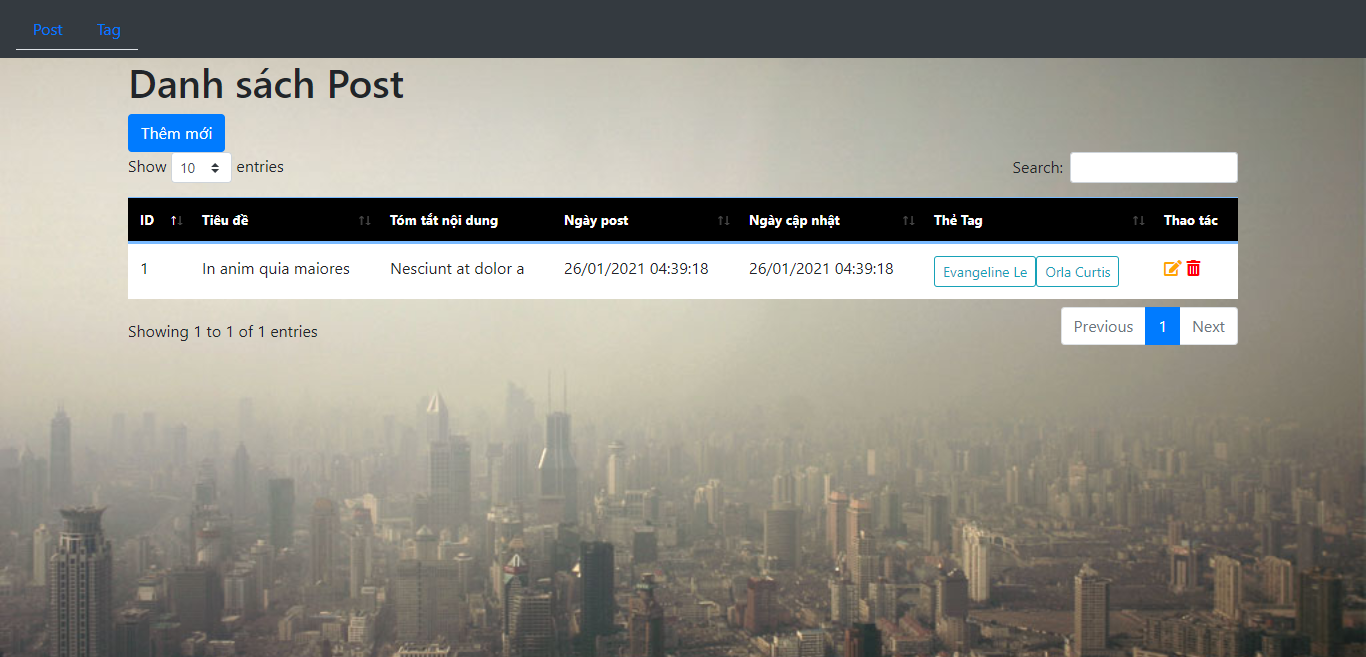 Post Tag
Danh sách Post
Thêm mới
Show 10 entries Search:
ID Tiêu đề Tóm tắt nội dung Ngày post Ngày cập nhật Thẻ Tag Thao tác
1 In anim quia maiores Nesciunt at dolor a 26/01/2021 04:39:18 26/01/2021 04:39:18 Evangeline Le Orla Curtis
Showing 1 to 1 of 1 entries Previous 1 Next